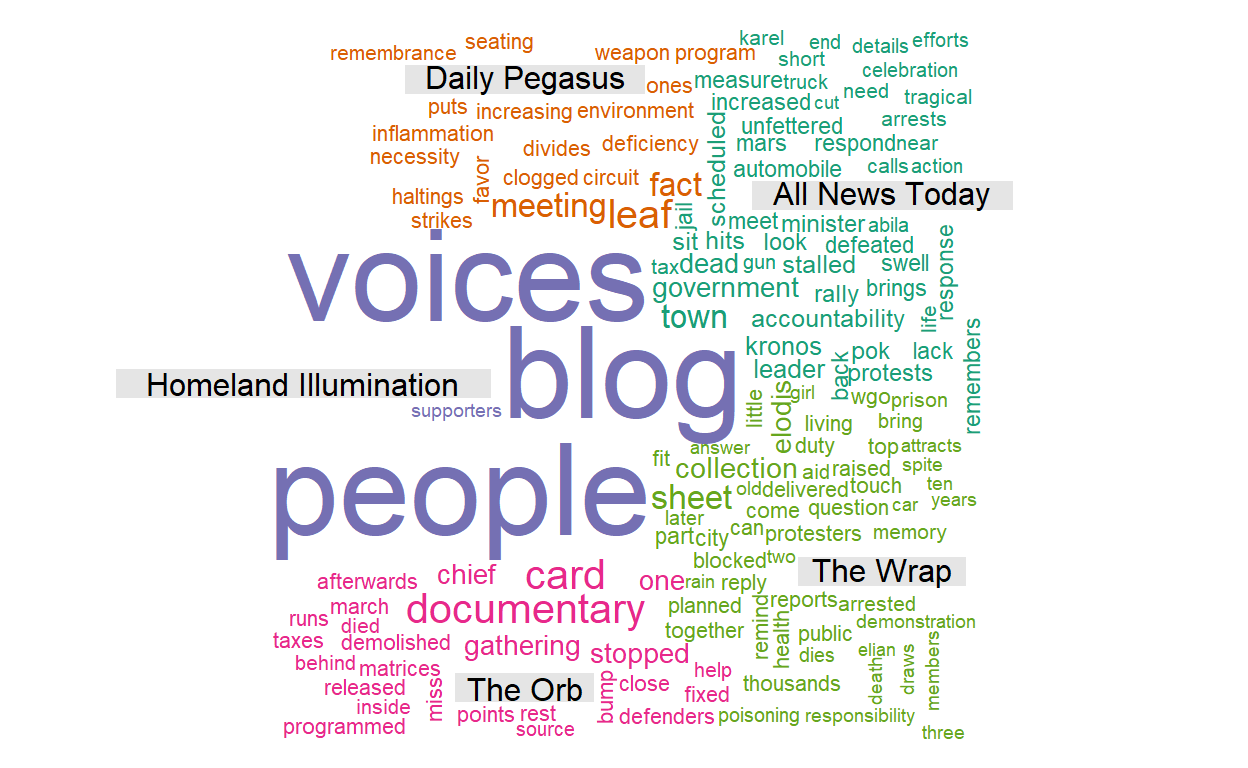 remembrance seating weapon program karel end details efforts
short
Daily Pegasus ones measure truck need celebration
puts increasing environment increased cut tragical
inflammation unfettered arrests
necessity divides deficiency scheduled mars respond near
favor clogged circuit fact automobile calls action
haltings meeting leaf jail All News Today
strikes meet minister abila
voices sit hits look defeated response
tax dead gun stalled swell
government rally brings
town accountability life
blog kronos pok lack remembers
leader back protests
Homeland Illumination little elodis girl wgo prison
supporters living bring
answer duty top attracts
people fit collection aid raised spite
sheet old delivered touch ten
come question car years
later
part city can protesters memory
blocked two
afterwards chief card one rain reply The Wrap
runs march documentary planned remind reports arrested
died demonstration
taxes demolished gathering together health public
behind matrices stopped dies elian draws members
released misse The Orb bump close help thousands death
inside fixed
programmed points rest defenders poisoning responsibility
source three